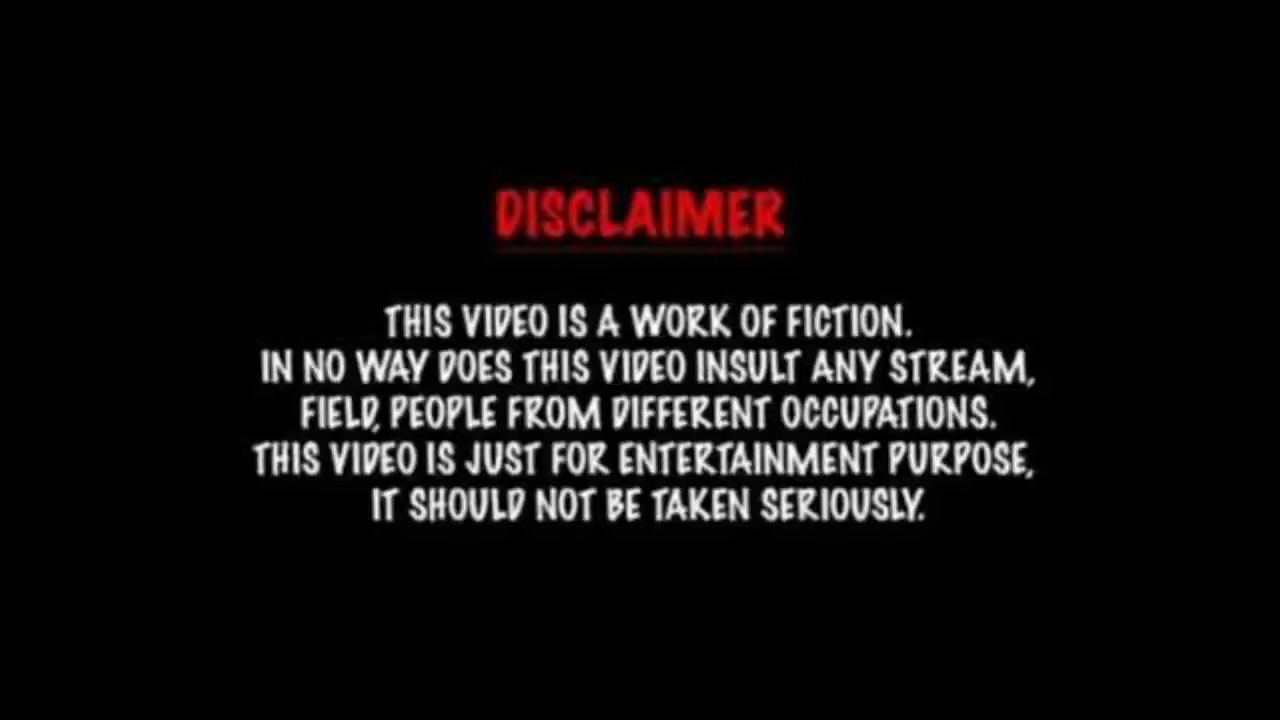 DISCLAIMER
THIS VIDEO IS A WORK OF FICTION.
IN NO WAY DOES THIS VIDEO INSULT ANY STREAM,
FIELD, PEOPLE FROM DIFFERENT OCCUPATIONS.
THIS VIDEO IS JUST FOR ENTERTAINMENT PURPOSE,
IT SHOULD NOT BE TAKEN SERIOUSLY.